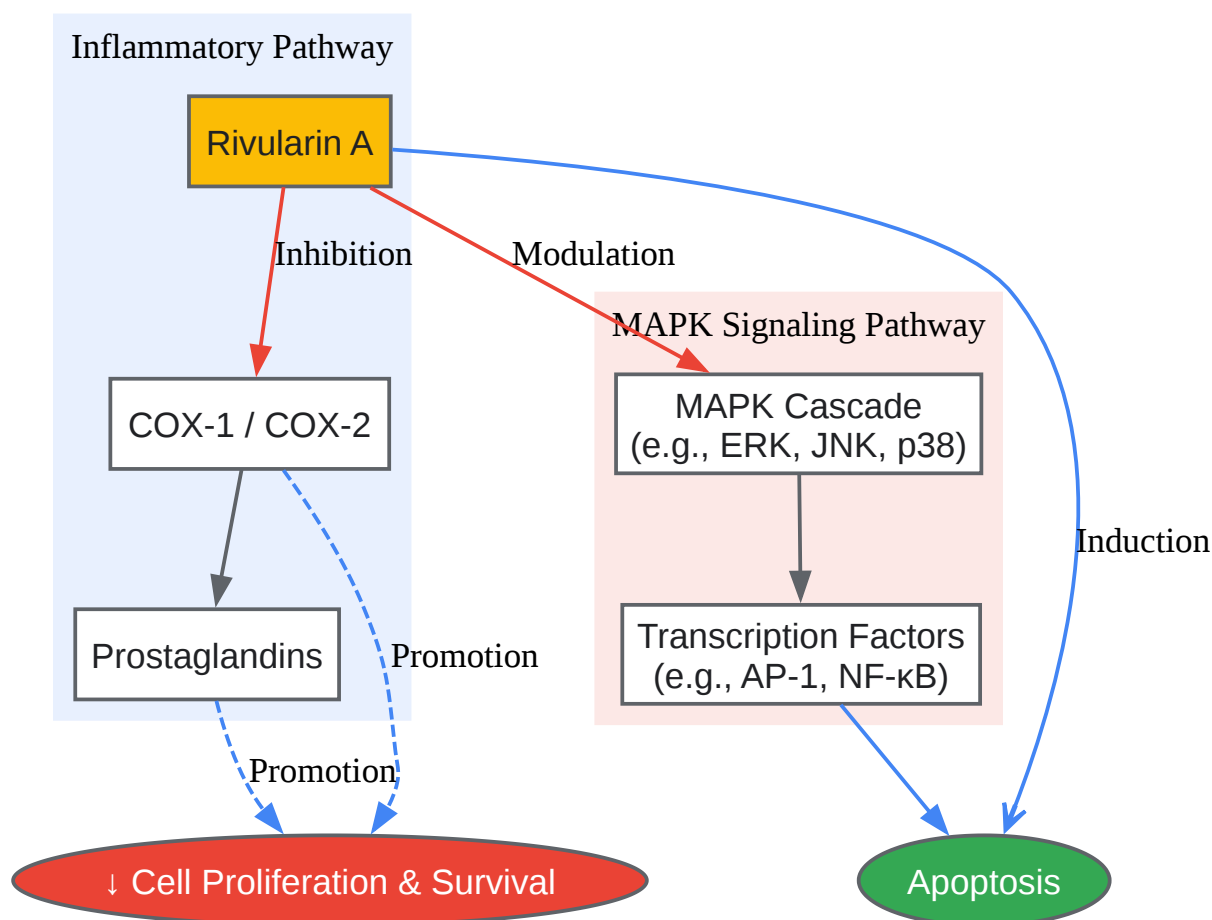 Inflammatory Pathway
Rivularin A
Inhibition
Modulation
MAPK Signaling Pathway
COX-1 / COX-2
MAPK Cascade
(e.g., ERK, JNK, p38)
Induction
Prostaglandins
Promotion
Transcription Factors
(e.g., AP-1, NF-κB)
Promotion
↓ Cell Proliferation & Survival
Apoptosis